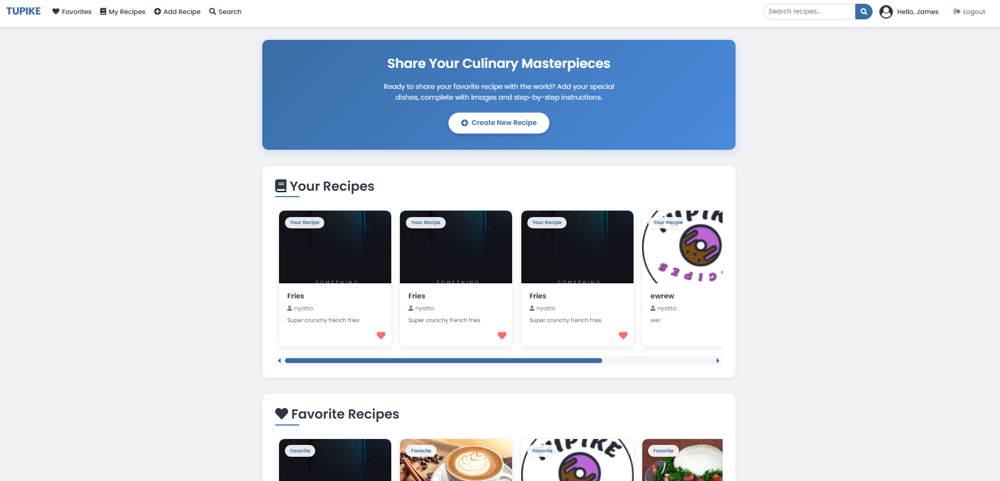 TUPIKE Favorites My Recipes Add Recipe Search Search recipes... Hello, James Logout
Share Your Culinary Masterpieces
Ready to share your favorite recipe with the world? Add your special
dishes, complete with images and step-by-step instructions.
Create New Recipe
Your Recipes
Your Recipe
SOMETHING
Fries
nyatto
Super crunchy french fries
Your Recipe
SOMETHING
Fries
nyatto
Super crunchy french fries
Your Recipe
SOMETHING
Fries
nyatto
Super crunchy french fries
Your Recipe
ewrew
nyatto
wer
Favorite Recipes
Favorite
Favorite
Favorite
Favorite